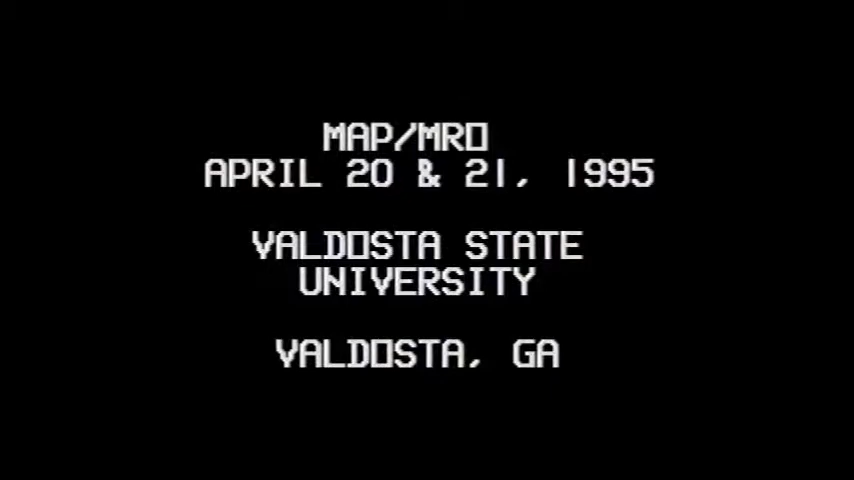 MAP/MRO
APRIL 20 & 21, 1995
VALDOSTA STATE
UNIVERSITY
VALDOSTA, GA